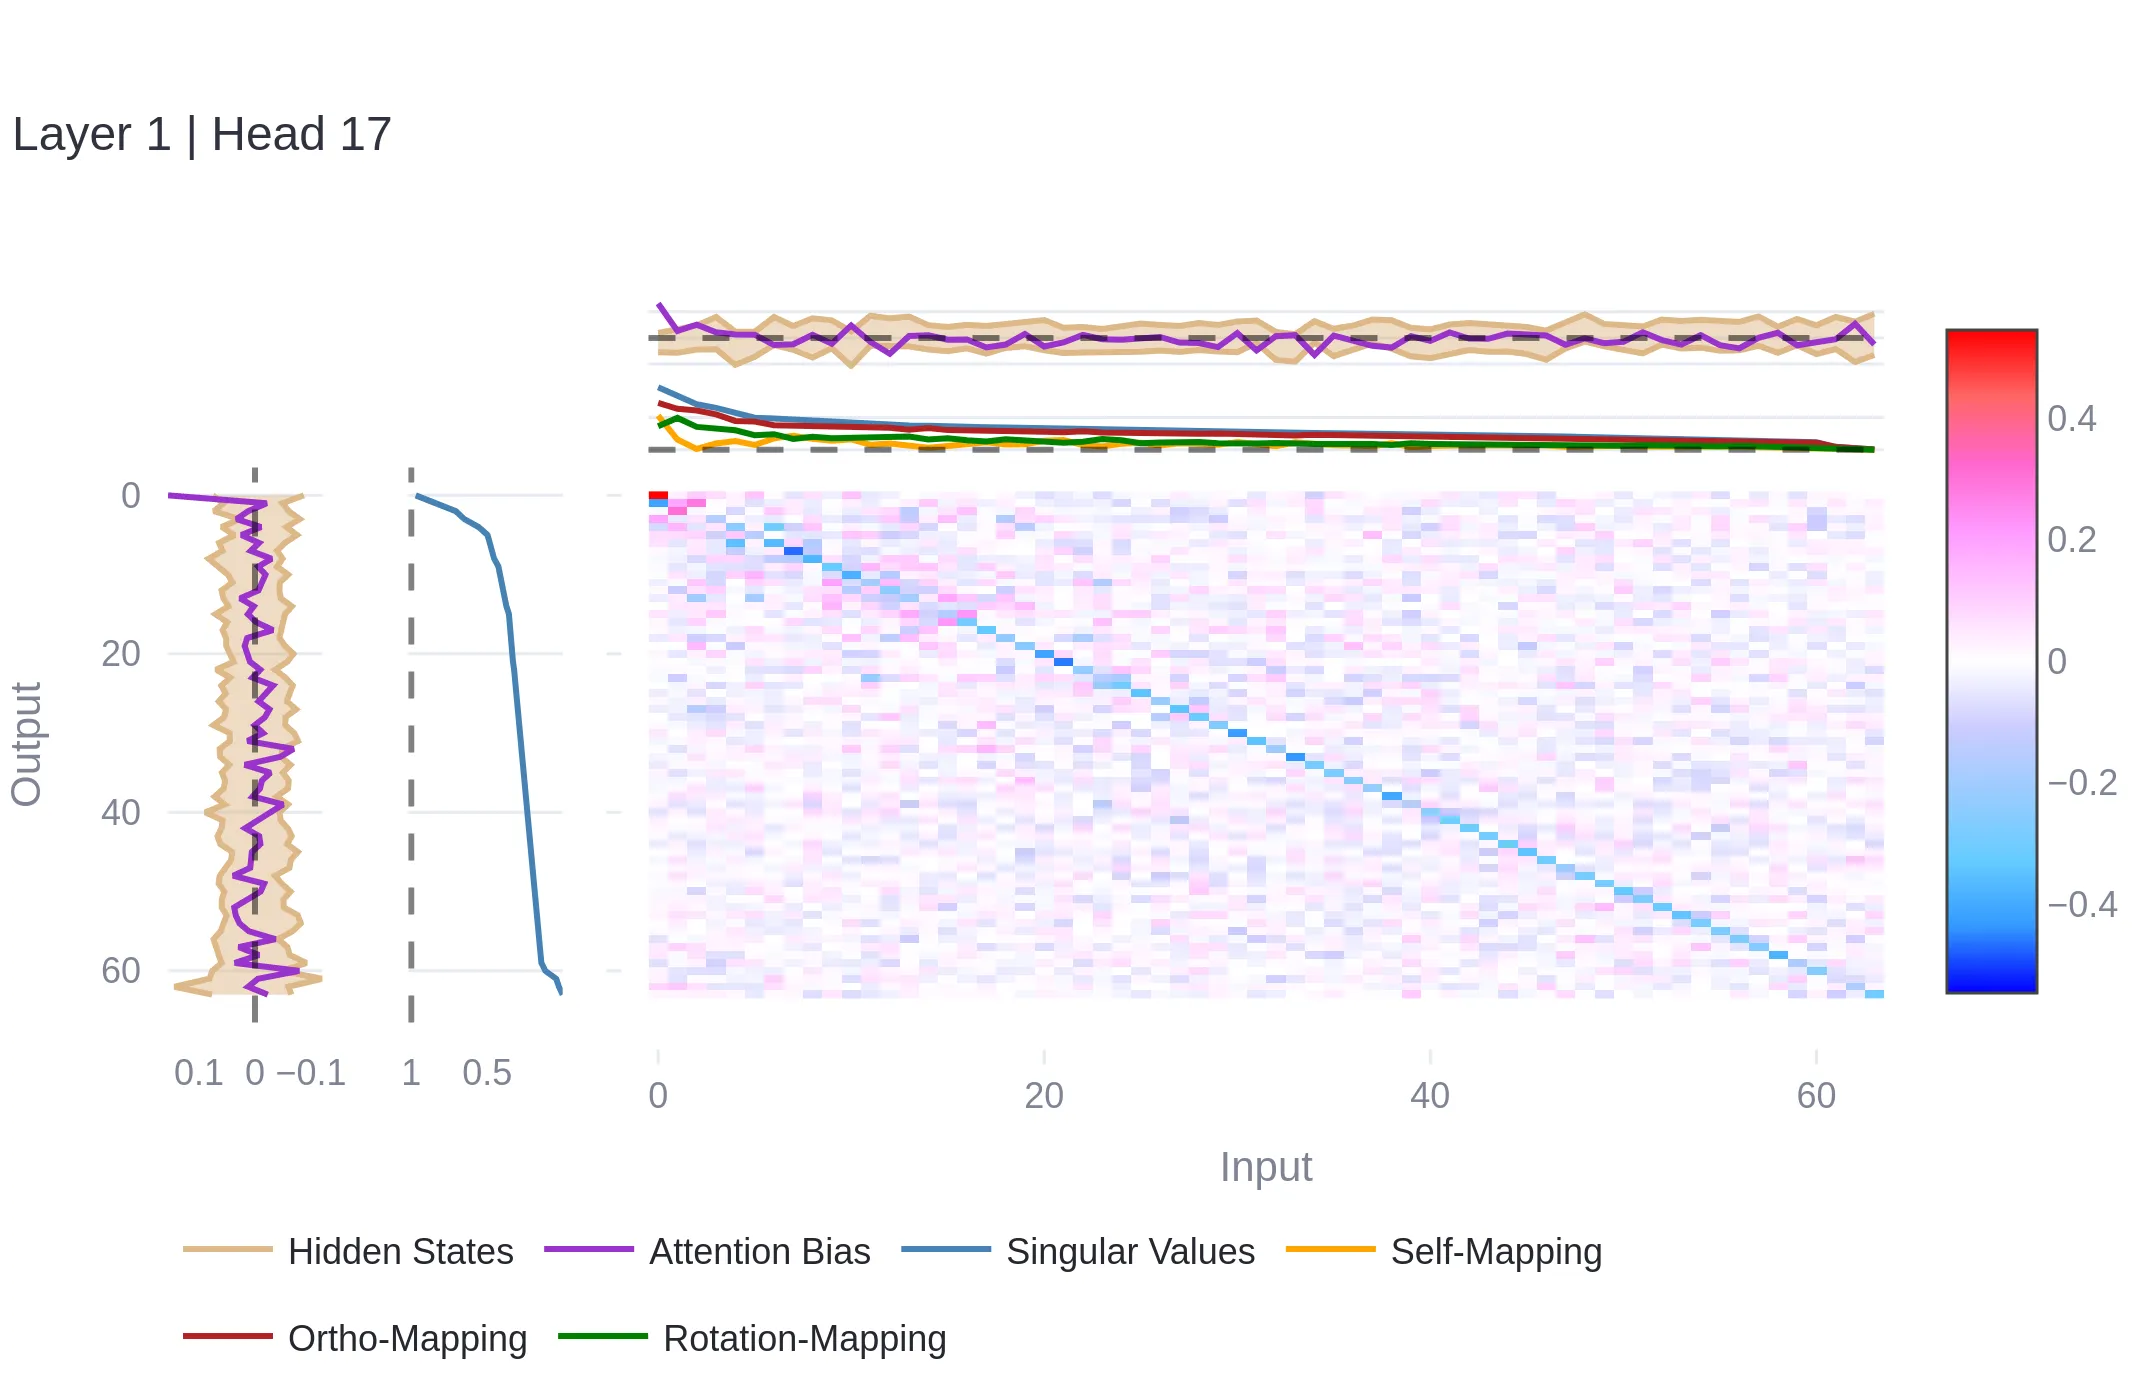 Layer 1 | Head 17
0
20
40
60
Output
0.1 0 −0.1
1 0.5
0 20 40 60
Input
0.4
0.2
0
−0.2
−0.4
Hidden States Attention Bias Singular Values Self-Mapping
Ortho-Mapping Rotation-Mapping